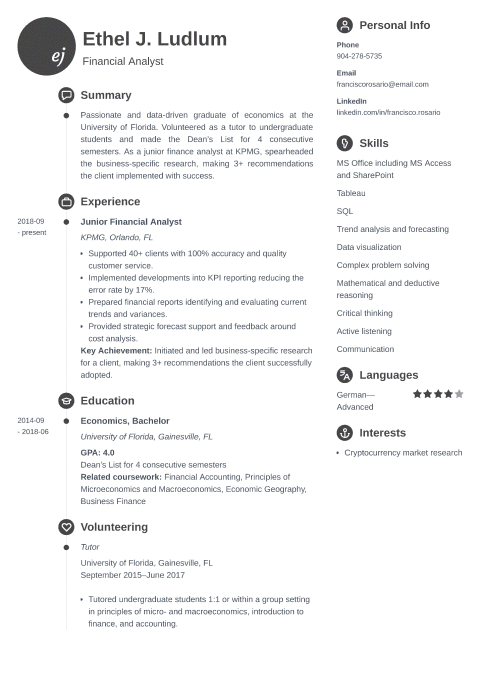 ej
Ethel J. Ludlum
Financial Analyst
Summary
Passionate and data-driven graduate of economics at the
University of Florida. Volunteered as a tutor to undergraduate
students and made the Dean's List for 4 consecutive
semesters. As a junior finance analyst at KPMG, spearheaded
the business-specific research, making 3+ recommendations
the client implemented with success.
Experience
2018-09
- present
Junior Financial Analyst
KPMG, Orlando, FL
• Supported 40+ clients with 100% accuracy and quality
customer service.
• Implemented developments into KPI reporting reducing the
error rate by 17%.
• Prepared financial reports identifying and evaluating current
trends and variances.
• Provided strategic forecast support and feedback around
cost analysis.
Key Achievement: Initiated and led business-specific research
for a client, making 3+ recommendations the client successfully
adopted.
Education
2014-09
- 2018-06
Economics, Bachelor
University of Florida, Gainesville, FL
GPA: 4.0
Dean's List for 4 consecutive semesters
Related coursework: Financial Accounting, Principles of
Microeconomics and Macroeconomics, Economic Geography,
Business Finance
Volunteering
Tutor
University of Florida, Gainesville, FL
September 2015–June 2017
• Tutored undergraduate students 1:1 or within a group setting
in principles of micro- and macroeconomics, introduction to
finance, and accounting.
Personal Info
Phone
904-278-5735
Email
franciscorosario@email.com
LinkedIn
linkedin.com/in/francisco.rosario
Skills
MS Office including MS Access
and SharePoint
Tableau
SQL
Trend analysis and forecasting
Data visualization
Complex problem solving
Mathematical and deductive
reasoning
Critical thinking
Active listening
Communication
Languages
German—
Advanced
Interests
• Cryptocurrency market research